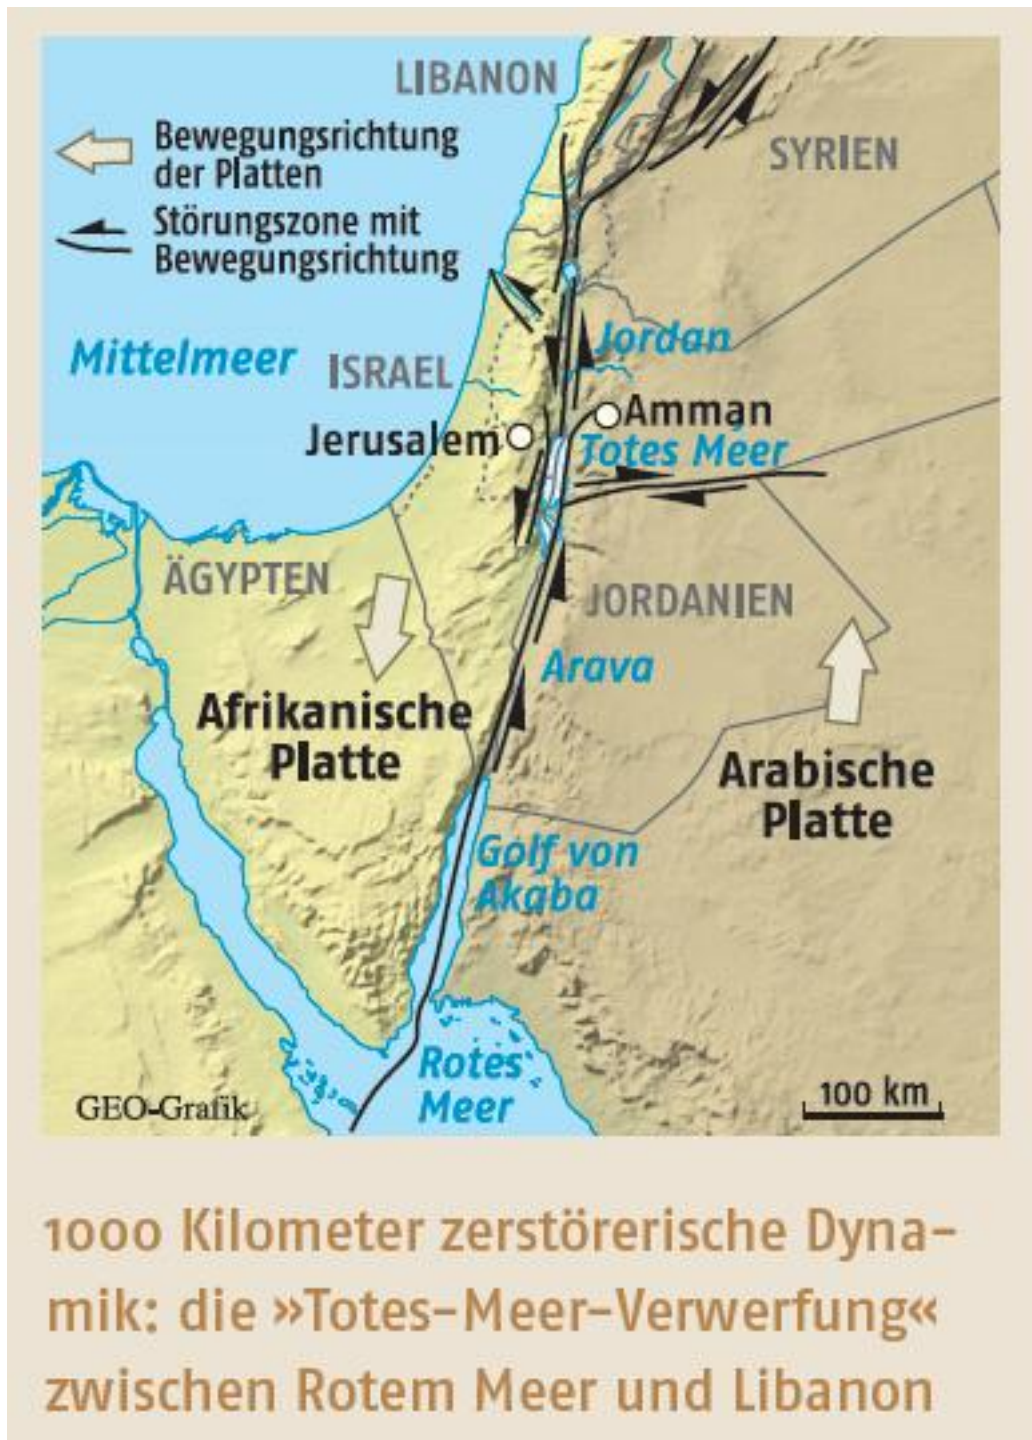 LIBANON
Bewegungsrichtung
der Platten
SYRIEN
Störungszone mit
Bewegungsrichtung
Mittelmeer
ISRAEL
Jordan
Jerusalem
Amman
Totes Meer
ÄGYPTEN
JORDANIEN
Arava
Afrikanische
Platte
Arabische
Platte
Golf von
Akaba
Rotes
Meer
100 km
GEO-Grafik
1000 Kilometer zerstörerische Dyna-
mik: die »Totes-Meer-Verwerfung«
zwischen Rotem Meer und Libanon